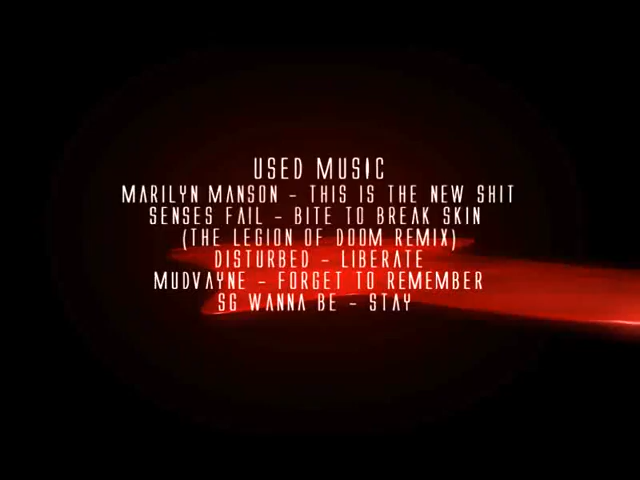 USED MUSIC
MARILYN MANSON - THIS IS THE NEW SHIT
SENSES FAIL - BITE TO BREAK SKIN
(THE LEGION OF DOOM REMIX)
DISTURBED - LIBERATE
MUDVAYNE - FORGET TO REMEMBER
SG WANNA BE - STAY